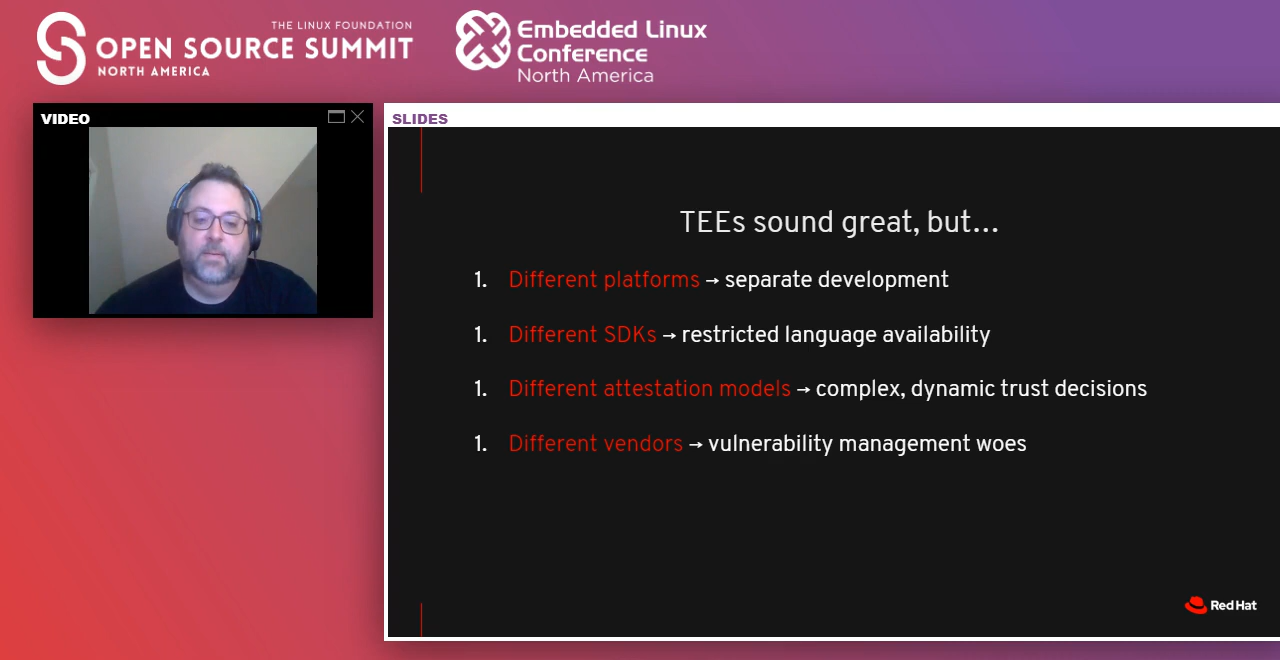 THE LINUX FOUNDATION
OPEN SOURCE SUMMIT
NORTH AMERICA
Embedded Linux
Conference
North America
VIDEO
SLIDES
TEEs sound great, but...
1. Different platforms → separate development
1. Different SDKs → restricted language availability
1. Different attestation models → complex, dynamic trust decisions
1. Different vendors → vulnerability management woes
Red Hat